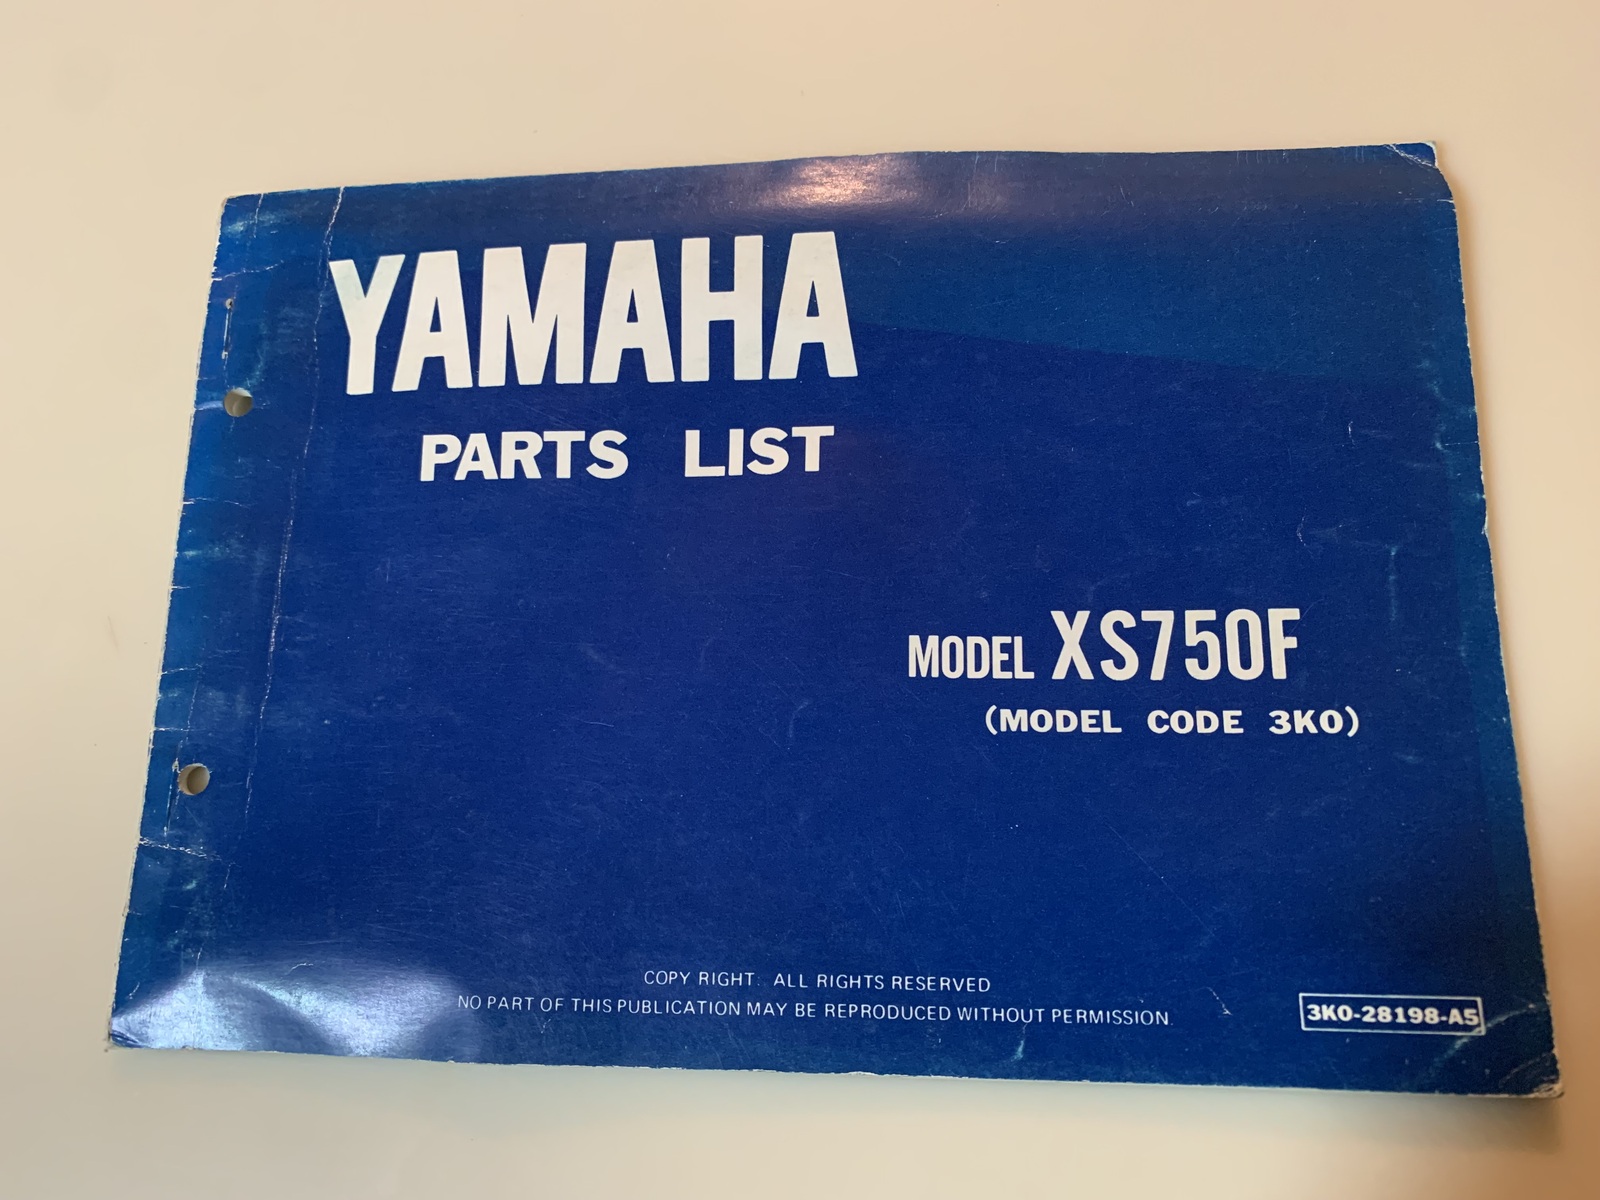 YAMAHA
PARTS LIST
MODEL XS750F
(MODEL CODE 3K0)
COPY RIGHT. ALL RIGHTS RESERVED
NO PART OF THIS PUBLICATION MAY BE REPRODUCED WITHOUT PERMISSION.
3K0-28198-A5